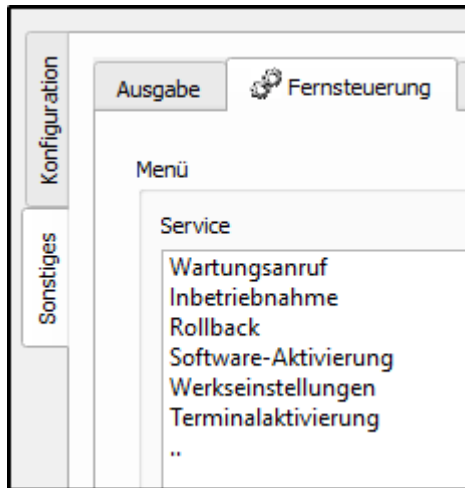 Konfiguration
Sonstiges
Ausgabe
Fernsteuerung
Menü
Service
Wartungsanruf
Inbetriebnahme
Rollback
Software-Aktivierung
Werkseinstellungen
Terminalaktivierung
..